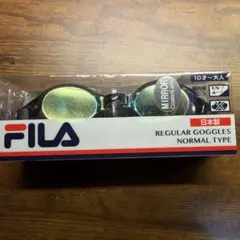 10才~大人
MIRROR
FILA
日本製
REGULAR GOGGLES
NORMAL TYPE